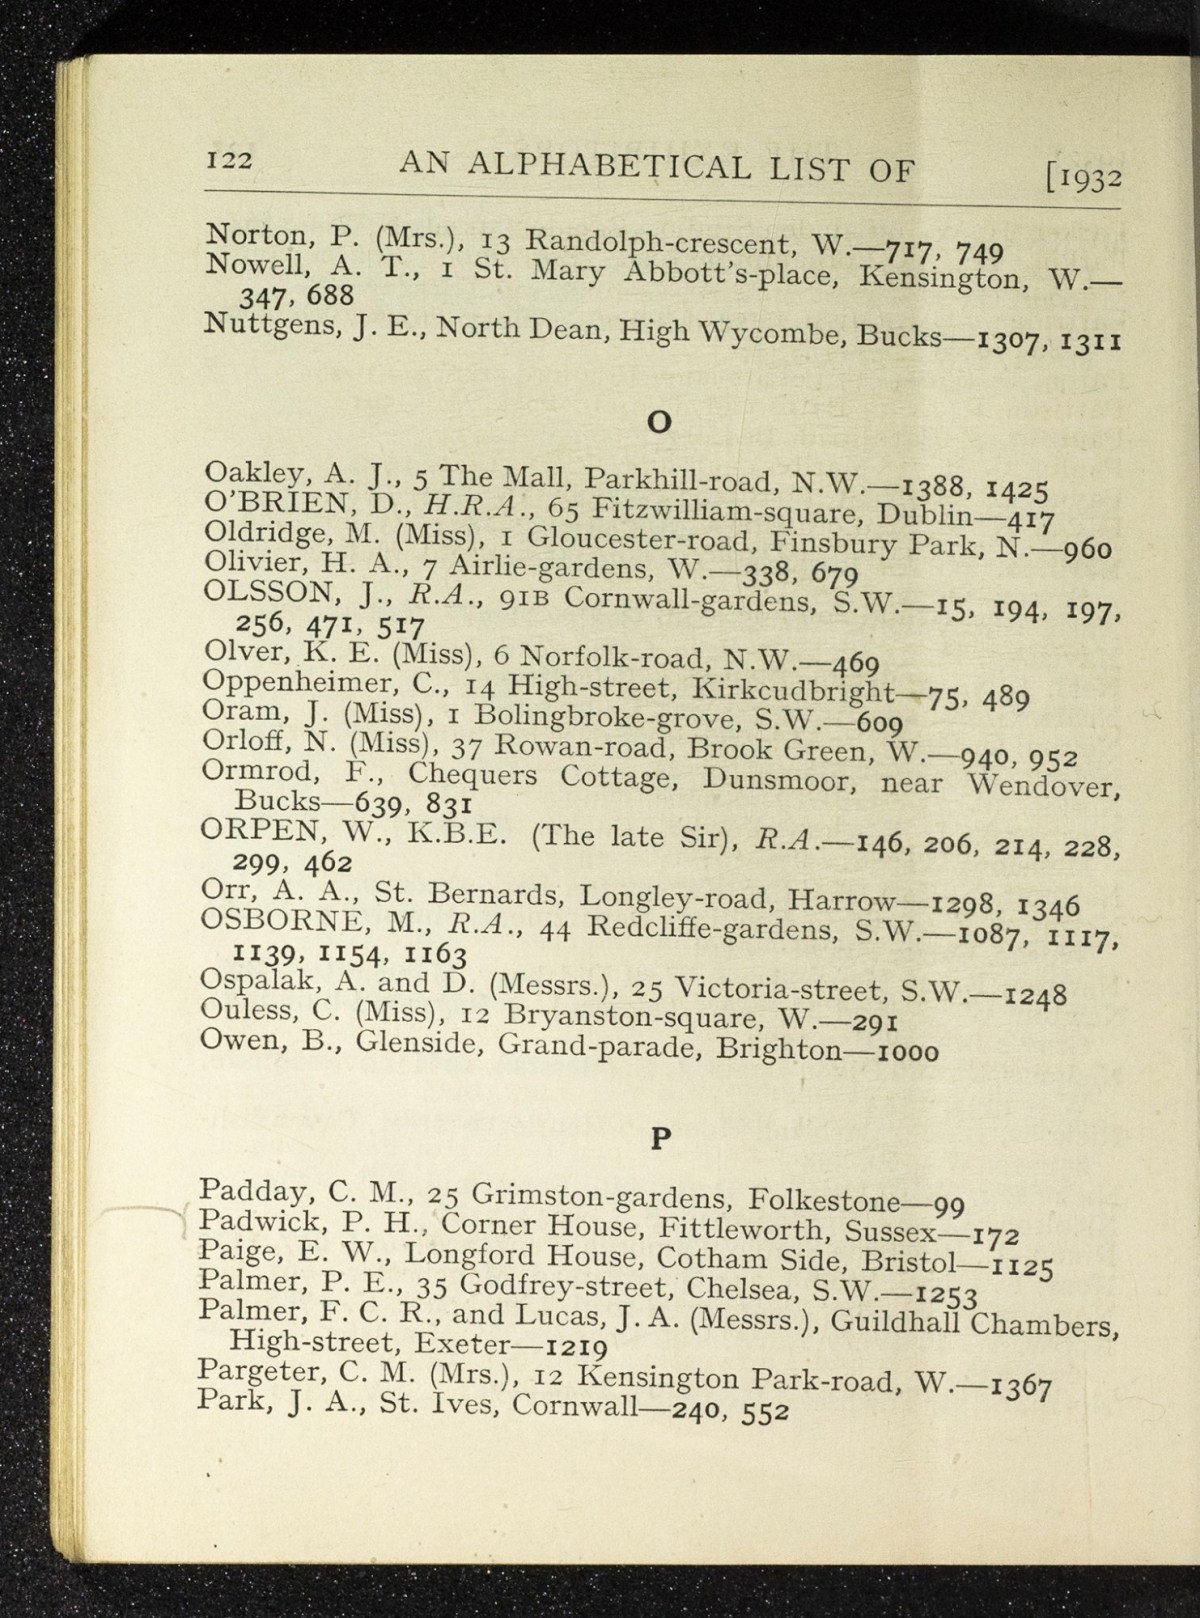 122 AN ALPHABETICAL LIST OF [1932
Norton, P. (Mrs.), 13 Randolph-crescent, W.—717, 749
Nowell, A. T., 1 St. Mary Abbott's-place, Kensington, W.—
347, 688
Nuttgens, J. E., North Dean, High Wycombe, Bucks—1307, 1311
O
Oakley, A. J., 5 The Mall, Parkhill-road, N.W.—1388, 1425
O'BRIEN, D., H.R.A., 65 Fitzwilliam-square, Dublin—417
Oldridge, M. (Miss), 1 Gloucester-road, Finsbury Park, N.—960
Olivier, H. A., 7 Airlie-gardens, W.—338, 679
OLSSON, J., R.A., 91B Cornwall-gardens, S.W.—15, 194, 197,
256, 471, 517
Olver, K. E. (Miss), 6 Norfolk-road, N.W.—469
Oppenheimer, C., 14 High-street, Kirkcudbright—75, 489
Oram, J. (Miss), 1 Bolingbroke-grove, S.W.—609
Orloff, N. (Miss), 37 Rowan-road, Brook Green, W.—940, 952
Ormrod, F., Chequers Cottage, Dunsmoor, near Wendover,
Bucks—639, 831
ORPEN, W., K.B.E. (The late Sir), R.A.—146, 206, 214, 228,
299, 462
Orr, A. A., St. Bernards, Longley-road, Harrow—1298, 1346
OSBORNE, M., R.A., 44 Redcliffe-gardens, S.W.—1087, 1117,
1139, 1154, 1163
Ospalak, A. and D. (Messrs.), 25 Victoria-street, S.W.—1248
Ouless, C. (Miss), 12 Bryanston-square, W.—291
Owen, B., Glenside, Grand-parade, Brighton—1000
P
Padday, C. M., 25 Grimston-gardens, Folkestone—99
Padwick, P. H., Corner House, Fittleworth, Sussex—172
Paige, E. W., Longford House, Cotham Side, Bristol—1125
Palmer, P. E., 35 Godfrey-street, Chelsea, S.W.—1253
Palmer, F. C. R., and Lucas, J. A. (Messrs.), Guildhall Chambers,
High-street, Exeter—1219
Pargeter, C. M. (Mrs.), 12 Kensington Park-road, W.—1367
Park, J. A., St. Ives, Cornwall—240, 552